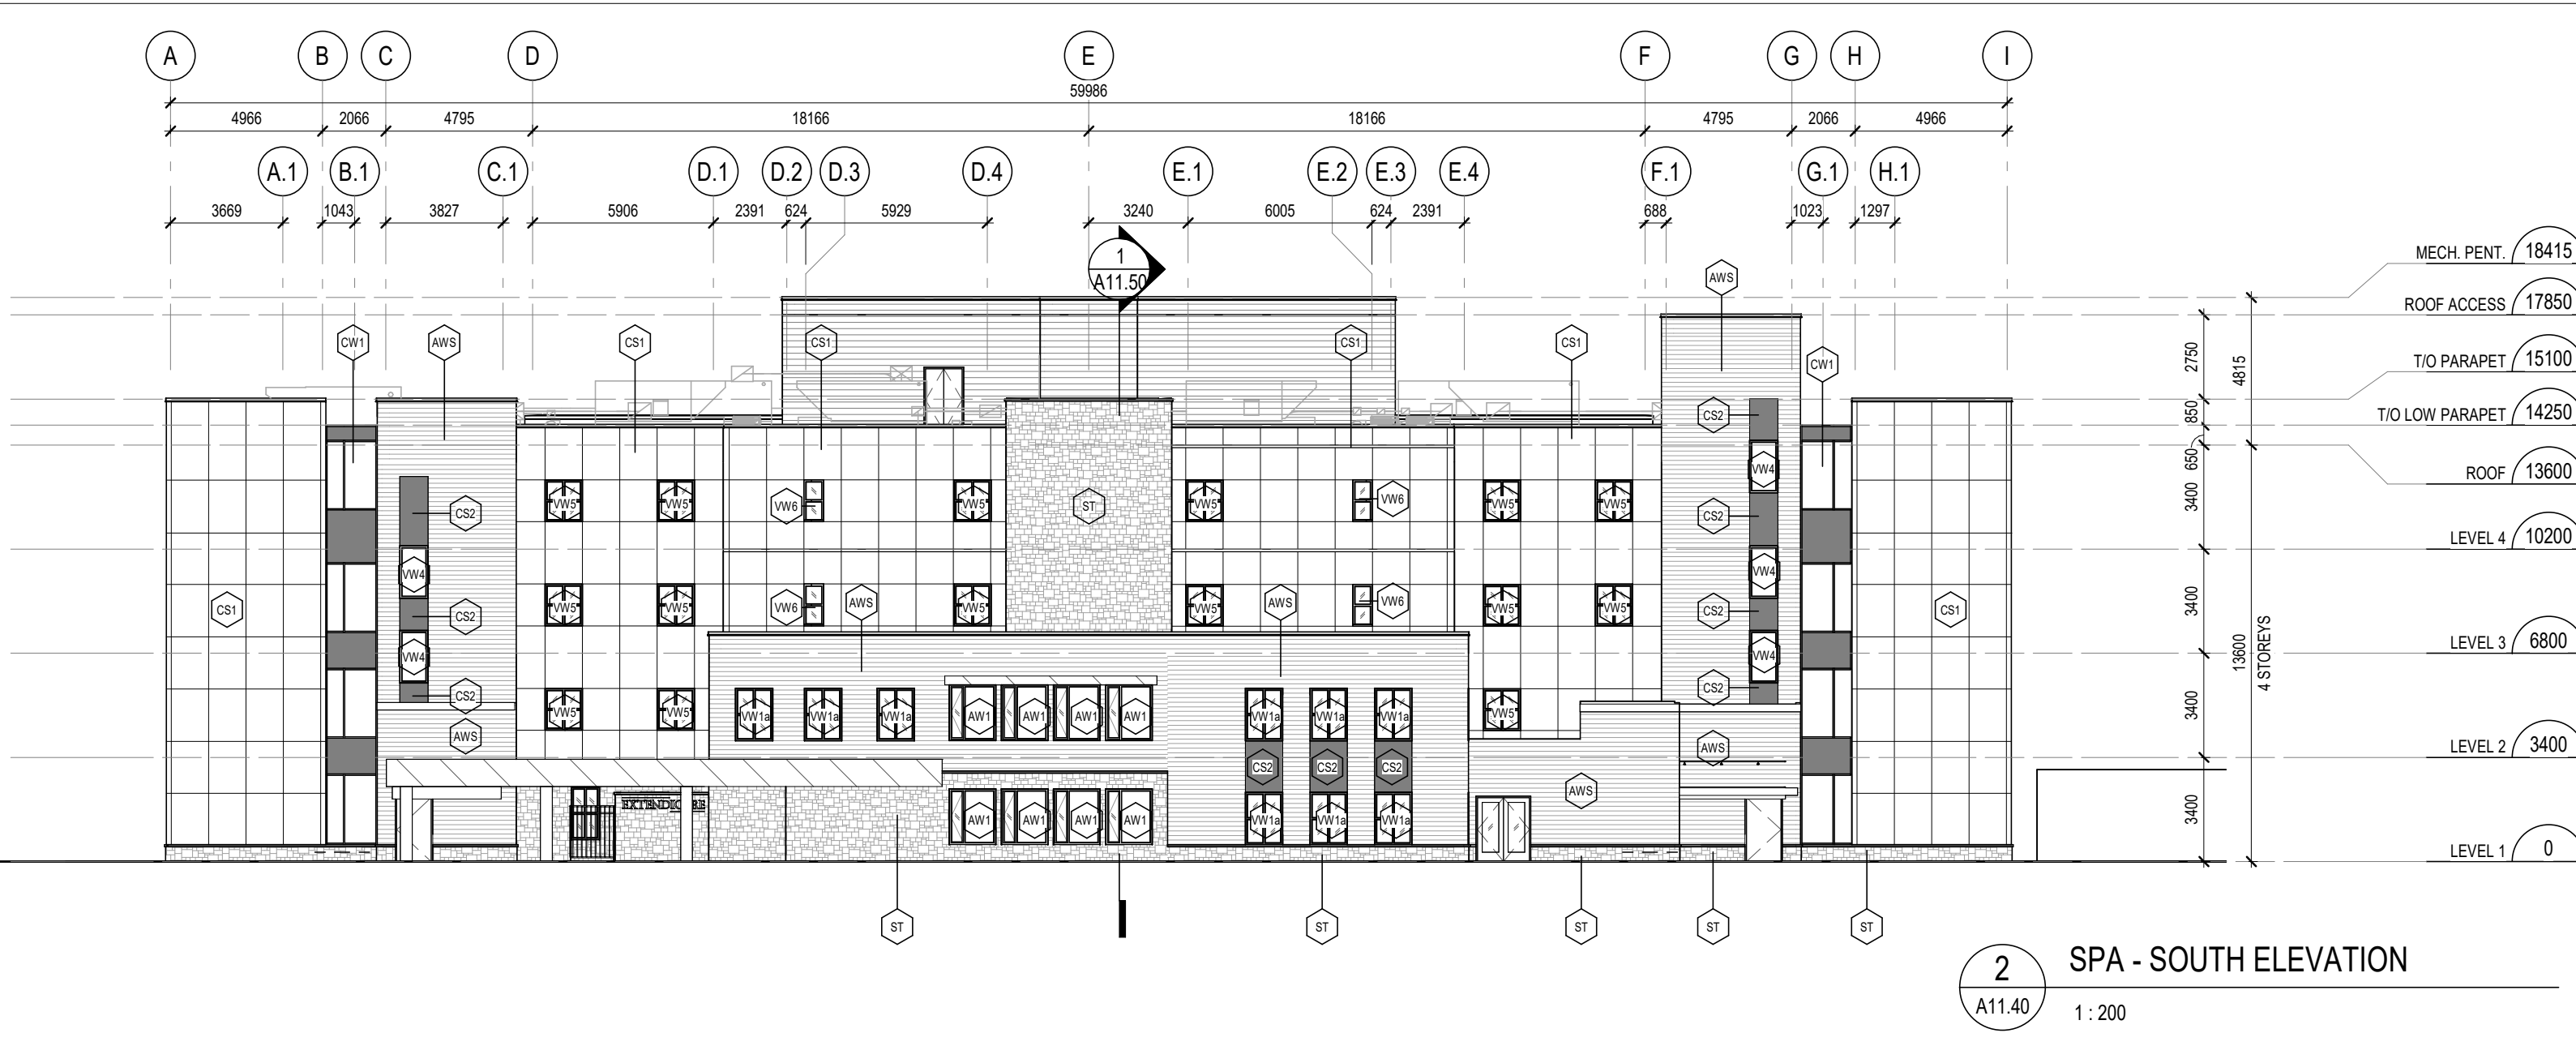 A B C D E F G H I
59986
4966 2066 4795 18166 18166 4795 2066 4966
A.1 B.1 C.1 D.1 D.2 D.3 D.4 E.1 E.2 E.3 E.4 F.1 G.1 H.1
3669 1043 3827 5906 2391 624 5929 3240 6005 624 2391 688 1023 1297
1
A11.50
MECH. PENT. 18415
ROOF ACCESS 17850
T/O PARAPET 15100
T/O LOW PARAPET 14250
ROOF 13600
LEVEL 4 10200
LEVEL 3 6800
LEVEL 2 3400
LEVEL 1 0
2750
850
650
3400
3400
3400
3400
4815
13600
4 STOREYS
AWS
CW1 AWS CS1 CS1 CS1 CS1 CW1
CS2
VW4
VW5 VW5 VW6 VW5 ST VW5 VW6 VW5 VW5
CS2 CS2
VW4 VW4
CS1 VW5 VW5 VW6 AWS VW5 VW5 AWS VW6 VW5 VW5 CS2 CS1
CS2
VW4 VW4
CS2 CS2
VW5 VW5 VW1a VW1a VW1a AW1 AW1 AW1 AW1 VW1a VW1a VW1a VW5
AWS AWS
CS2 CS2 CS2
AWS
EXTENDICARE
AW1 AW1 AW1 AW1 VW1a VW1a VW1a
ST ST ST ST ST
2
A11.40
SPA - SOUTH ELEVATION
1 : 200